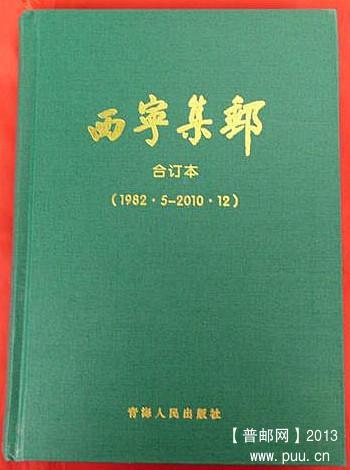 西宁集郵
合订本
(1982·5-2010·12)
青海人民出版社
【普邮网】2013
www.puu.cn